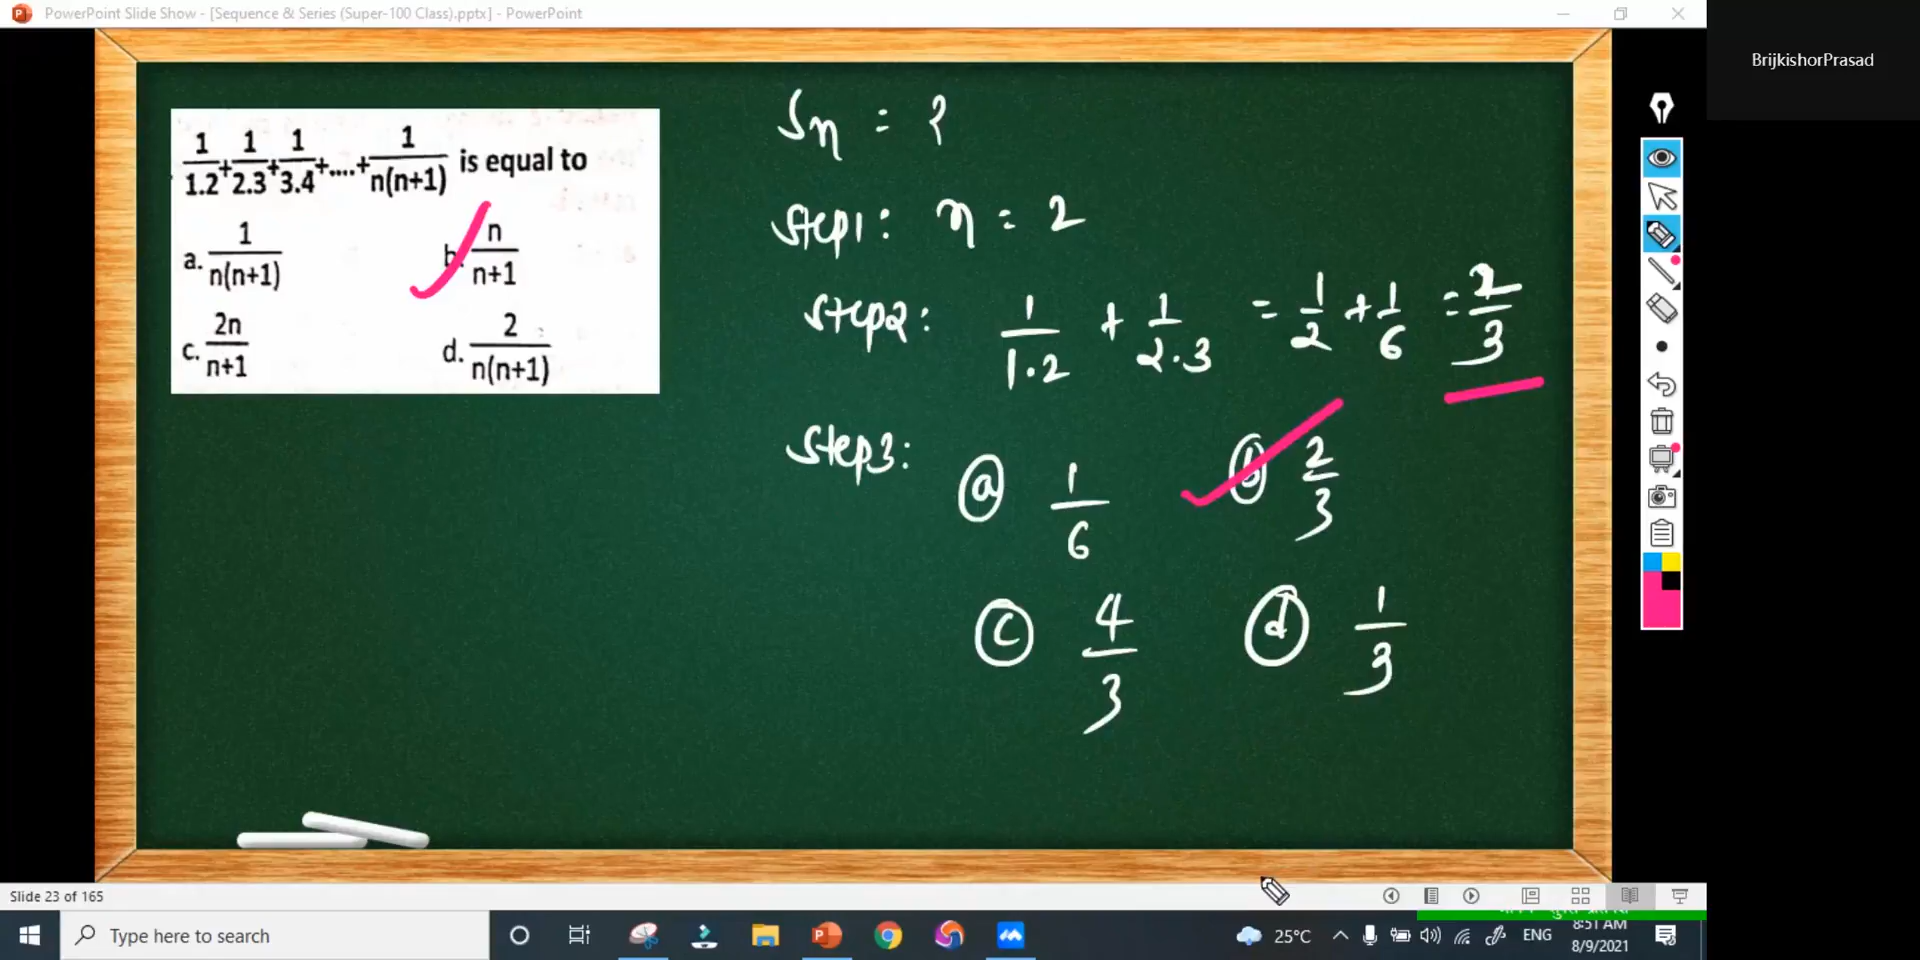 PowerPoint Slide Show - [Sequence & Series (Super-100 Class).pptx] - PowerPoint
BrijkishorPrasad
1/1.2 + 1/2.3 + 1/3.4 + .... + 1/n(n+1) is equal to
a. 1/n(n+1) b. n/n+1
c. 2n/n+1 d. 2/n(n+1)
Sn = ?
Step1: n = 2
Step2: 1/1·2 + 1/2·3 = 1/2 + 1/6 = 2/3
Step3: (a) 1/6 (b) 2/3
(c) 4/3 (d) 1/3
Slide 23 of 165
Type here to search
25°C
ENG
8:51 AM
8/9/2021